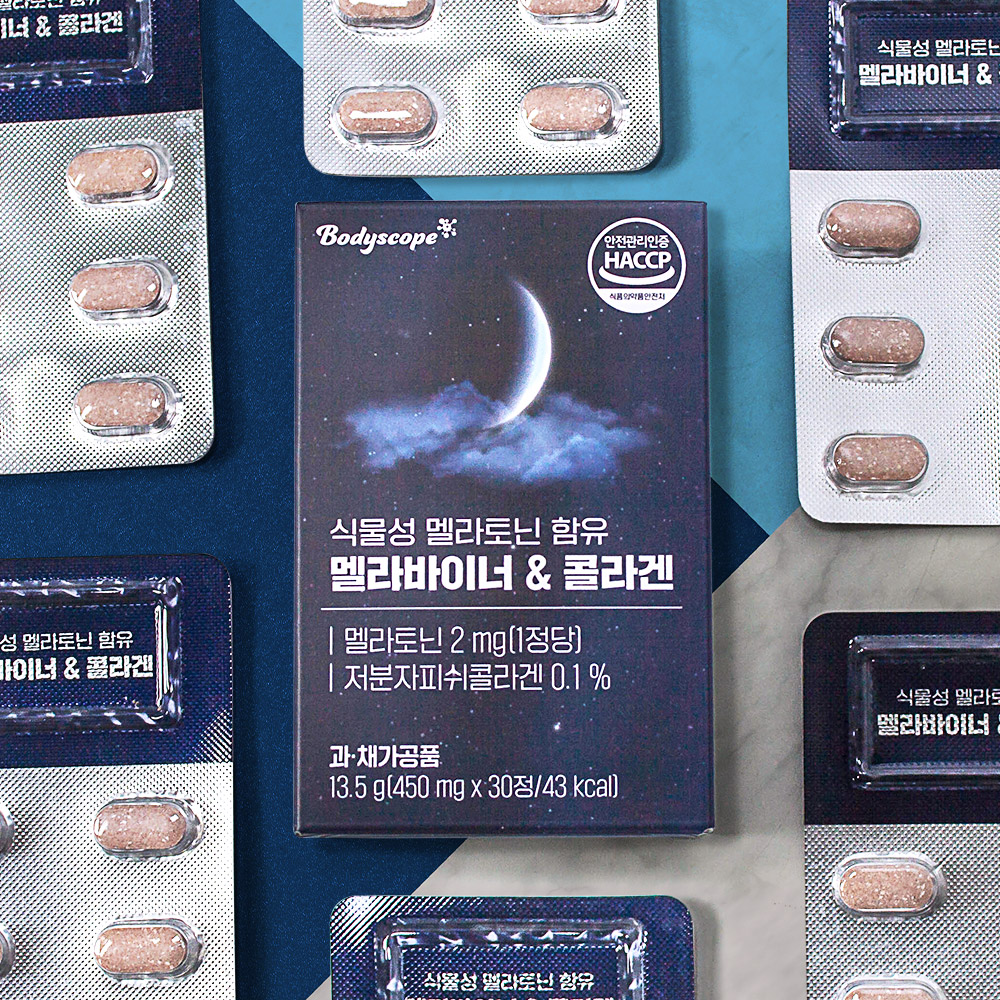 멜라토닌 함유
이너 & 콜라겐
식물성 멜라토닌
멜라바이너 &
Bodyscope
안전관리인증
HACCP
식품의약품안전처
식물성 멜라토닌 함유
멜라바이너 & 콜라겐
멜라토닌 2 mg(1정당)
저분자피쉬콜라겐 0.1 %
과·채가공품
13.5 g(450 mg x 30정/43 kcal)
성 멜라토닌 함유
바이너 & 콜라겐
식물성 멜라토
멜라바이너
식물성 멜라토닌 함유